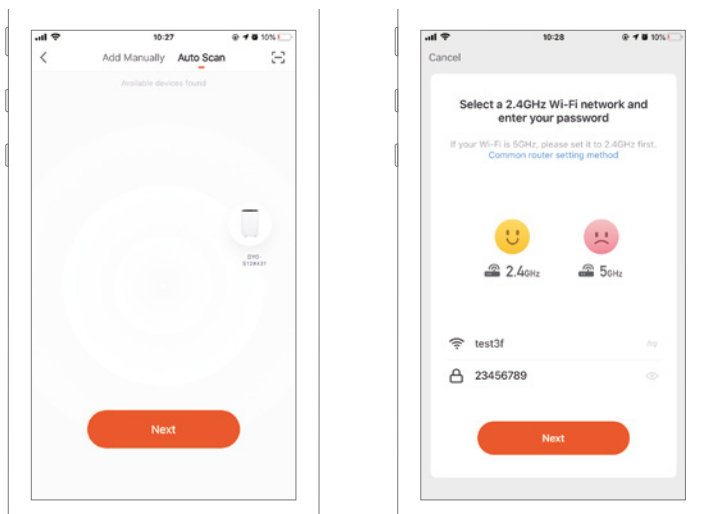 10:27
10%
Add Manually Auto Scan
Available devices found
DYD
Next
10:28
10%
Cancel
Select a 2.4GHz Wi-Fi network and
enter your password
If your Wi-Fi is 5GHz, please set it to 2.4GHz first.
Common router setting method
2.4GHz
5GHz
test3f
23456789
Next